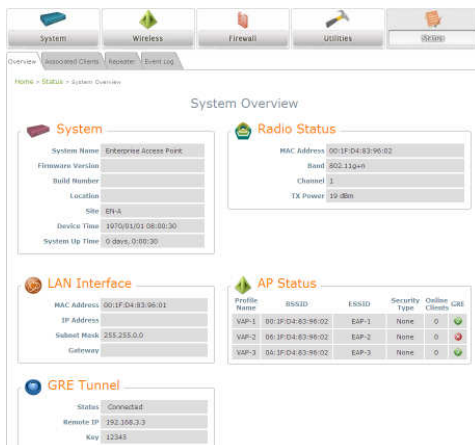 System Wireless Firewall Utilities Status
Overview Associated Clients Repeater Event Log
Home > Status > System Overview
System Overview
System
System Name Enterprise Access Point
Firmware Version
Build Number
Location
Site EN-A
Device Time 1970/01/01 08:00:30
System Up Time 0 days, 0:00:30
Radio Status
MAC Address 00:1F:D4:83:96:02
Band 802.11g+n
Channel 1
TX Power 19 dBm
LAN Interface
MAC Address 00:1F:D4:83:96:01
IP Address
Subnet Mask 255.255.0.0
Gateway
AP Status
Profile Name BSSID ESSID Security Type Online Clients GRE
VAP-1 00:1F:D4:83:96:02 EAP-1 None 0
VAP-2 06:1F:D4:83:96:02 EAP-2 None 0
VAP-3 0A:1F:D4:83:96:02 EAP-3 None 0
GRE Tunnel
Status Connected
Remote IP 192.168.3.3
Key 12345